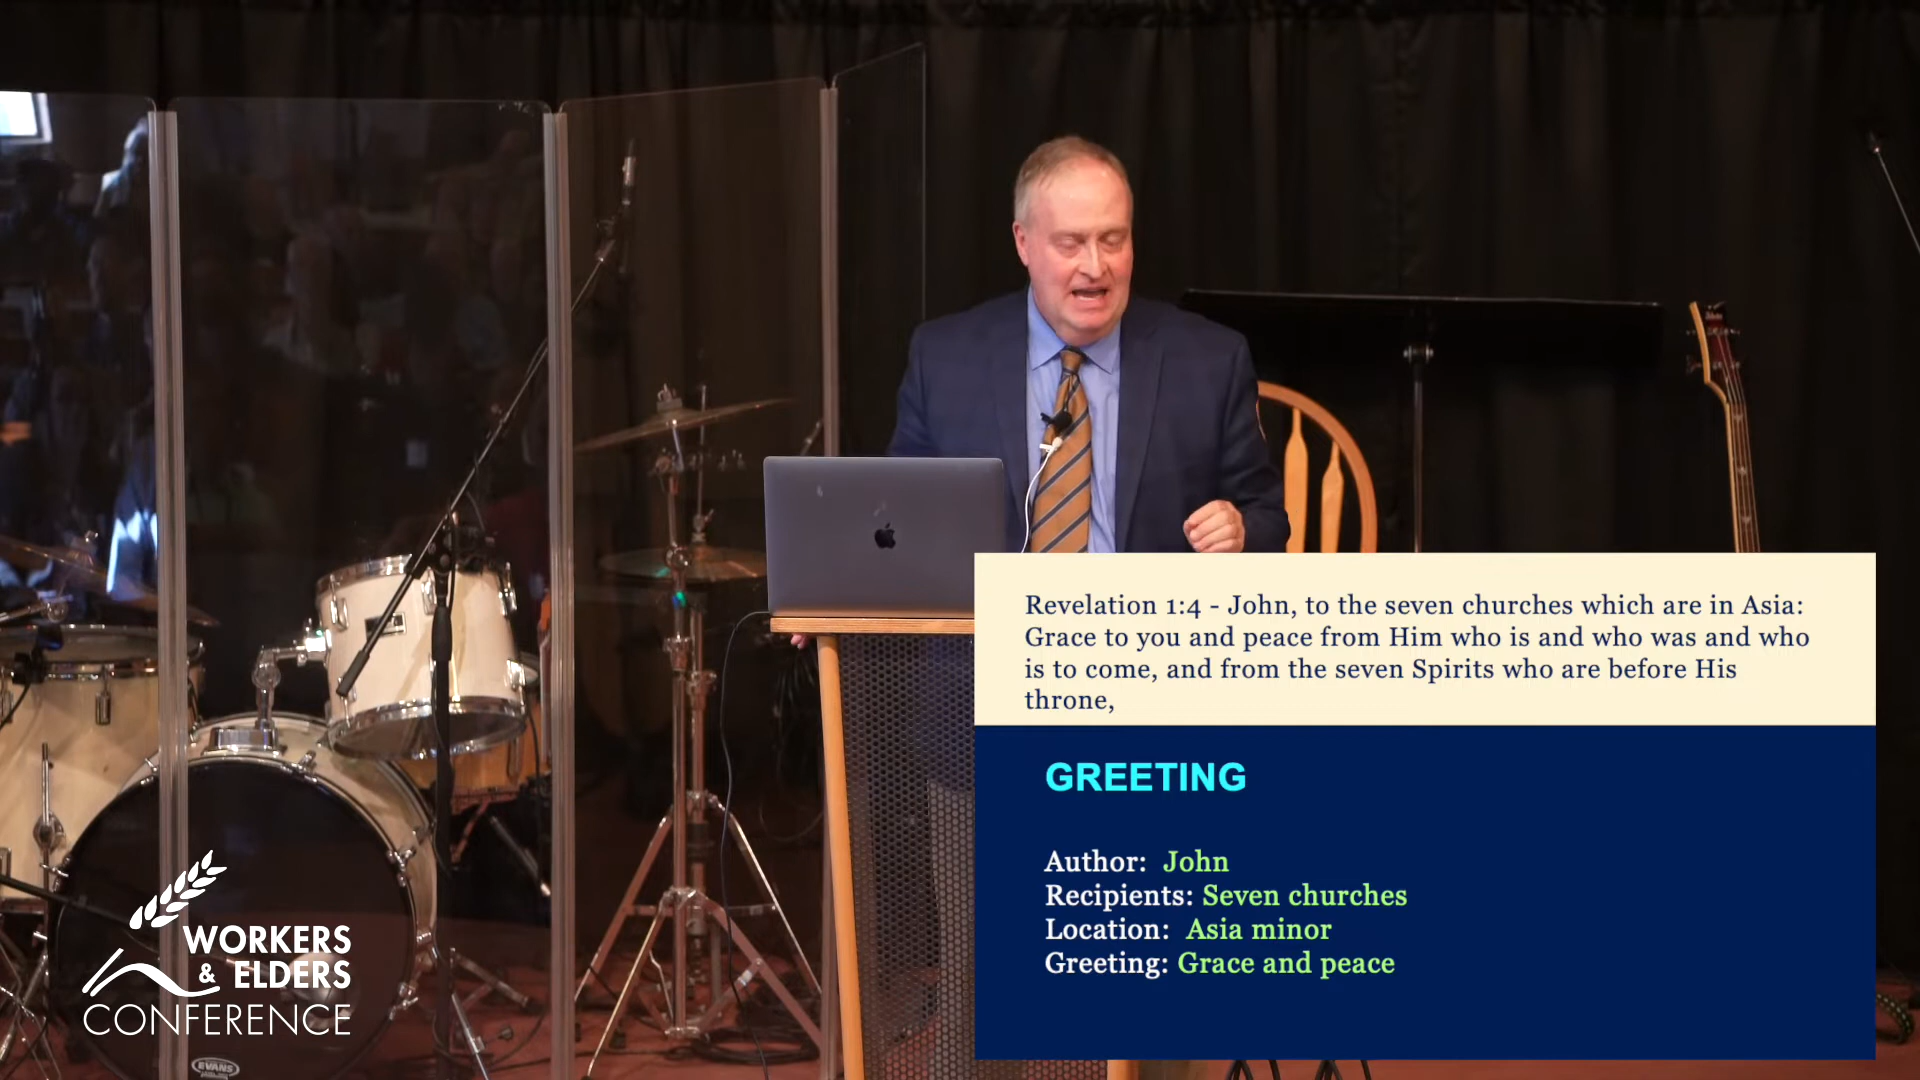 Revelation 1:4 - John, to the seven churches which are in Asia:
Grace to you and peace from Him who is and who was and who
is to come, and from the seven Spirits who are before His
throne,
GREETING
Author: John
Recipients: Seven churches
Location: Asia minor
Greeting: Grace and peace
WORKERS
& ELDERS
CONFERENCE
EVANS